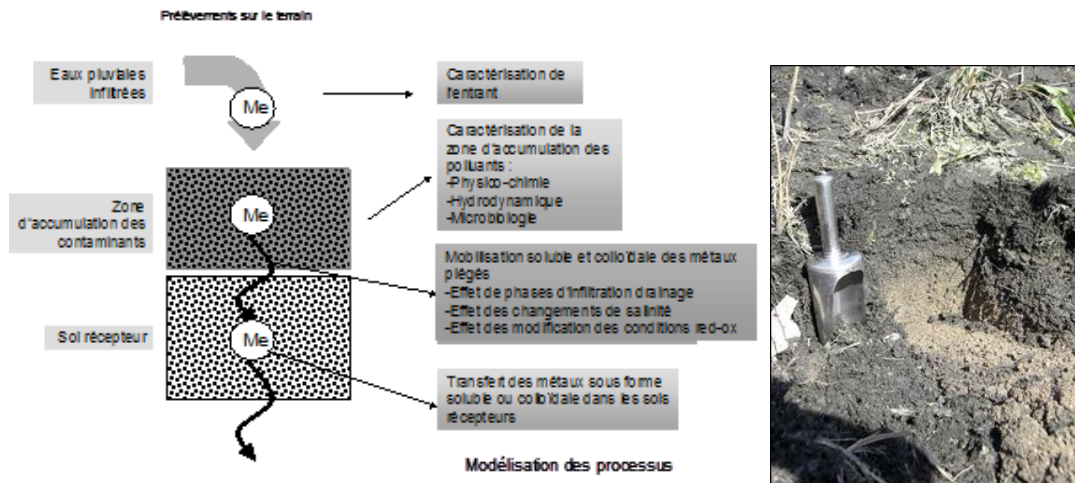 Prélèvements sur le terrain
Eaux pluviales
infiltrées
Me
Caractérisation de
l'entrant
Caractérisation de la
zone d'accumulation des
polluants :
-Physico-chimie
-Hydrodynamique
-Microbiologie
Zone
d'accumulation des
contaminants
Me
Mobilisation soluble et colloïdale des métaux
piégés
-Effet de phases d'infiltration drainage
-Effet des changements de salinité
-Effet des modification des conditions red-ox
Sol récepteur
Me
Transfert des métaux sous forme
soluble ou colloïdale dans les sols
récepteurs
Modélisation des processus